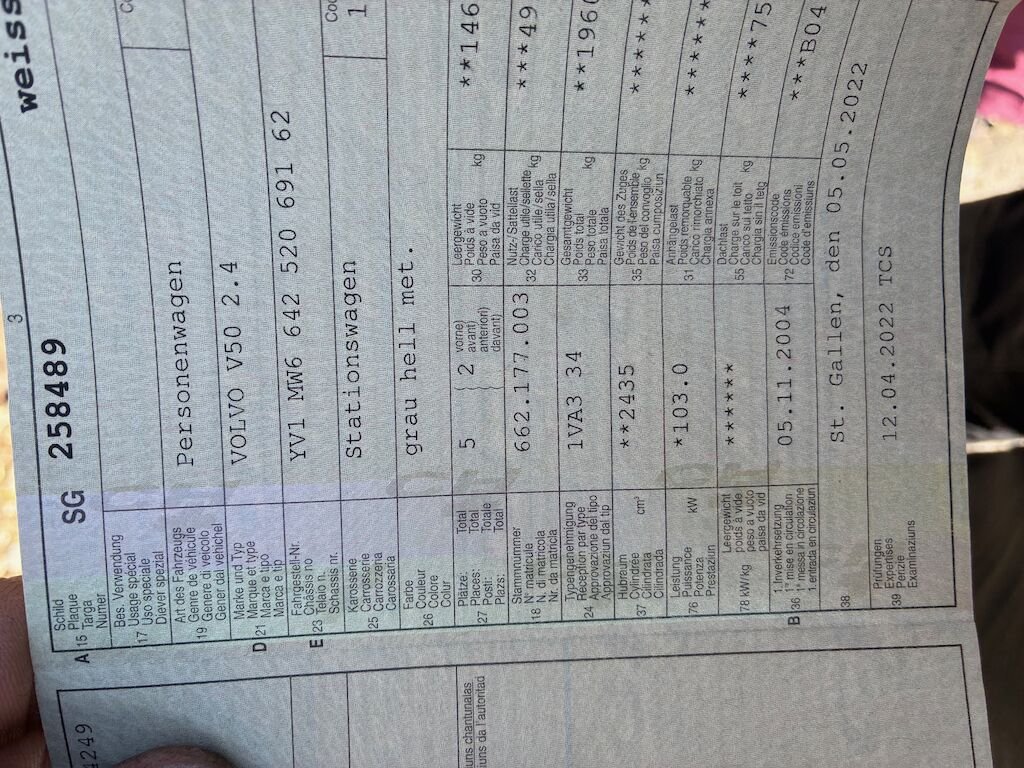 3
weiss
Schild
Plaque
A 15 Targa
Numer
SG 258489
Bes. Verwendung
Usage spécial
17 Uso speciale
Diever spezial
Art des Fahrzeugs
Genre de véhicule
19 Genere di veicolo
Gener dal vehichel
Personenwagen
Marke und Typ
Marque et type
D 21 Marca e tipo
Marca e tip
VOLVO V50 2.4
Fahrgestell-Nr.
Châssis no
E 23 Telaio n.
Schassis nr.
YV1 MW6 642 520 691 62
Karosserie
Carrosserie
25 Carrozzeria
Carossaria
Stationswagen
1
Farbe
Couleur
26 Colore
Colur
grau hell met.
Plätze: Total
Places: Total
27 Posti: Totale
Plazs: Total
5
2
vorne)
avant)
anteriori)
davant)
Leergewicht
Poids à vide
30 Peso a vuoto kg
Paisa da vid
**146
Stammnummer
N° matricule
18 N. di matricola
Nr. da matricla
662.177.003
Nutz-/Sattellast
Charge utile/sellette
32 Carico utile/sella kg
Chargia utila/sella
***49
Typengenehmigung
Réception par type
24 Approvazione del tipo
Approvaziun dal tip
1VA3 34
Gesamtgewicht
Poids total
33 Peso totale kg
Paisa totala
**196
Hubraum
Cylindrée
37 Cilindrata cm³
Cilindrada
**2435
Gewicht des Zuges
Poids de l'ensemble
35 Peso del convoglio kg
Paisa cumposiziun
Leistung
Puissance
76 Potenza kW
Prestaziun
*103.0
Anhängelast
Poids remorquable
31 Carico rimorchiato kg
Chargia annexa
Leergewicht
poids à vide
78 kW/kg peso a vuoto
paisa da vid
*******
Dachlast
Charge sur le toit
55 Carico sul tetto kg
Chargia sin il tetg
****75
1. Inverkehrsetzung
1re mise en circulation
B 36 1a messa in circolazione
1. entrada en circulaziun
05.11.2004
Emissionscode
Code émissions
72 Codice emissioni
Code d'emissiuns
***B04
38
St. Gallen, den 05.05.2022
Prüfungen
Expertises
39 Perizie
Examinaziuns
12.04.2022 TCS
4249
uns chantunalas
iuns da l'autoritad